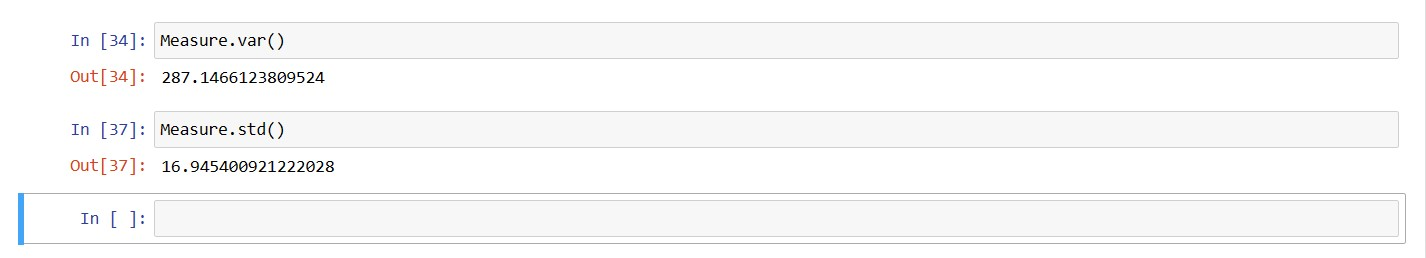 In [34]: Measure.var()
Out[34]: 287.1466123809524
In [37]: Measure.std()
Out[37]: 16.945400921222028
In [ ]: